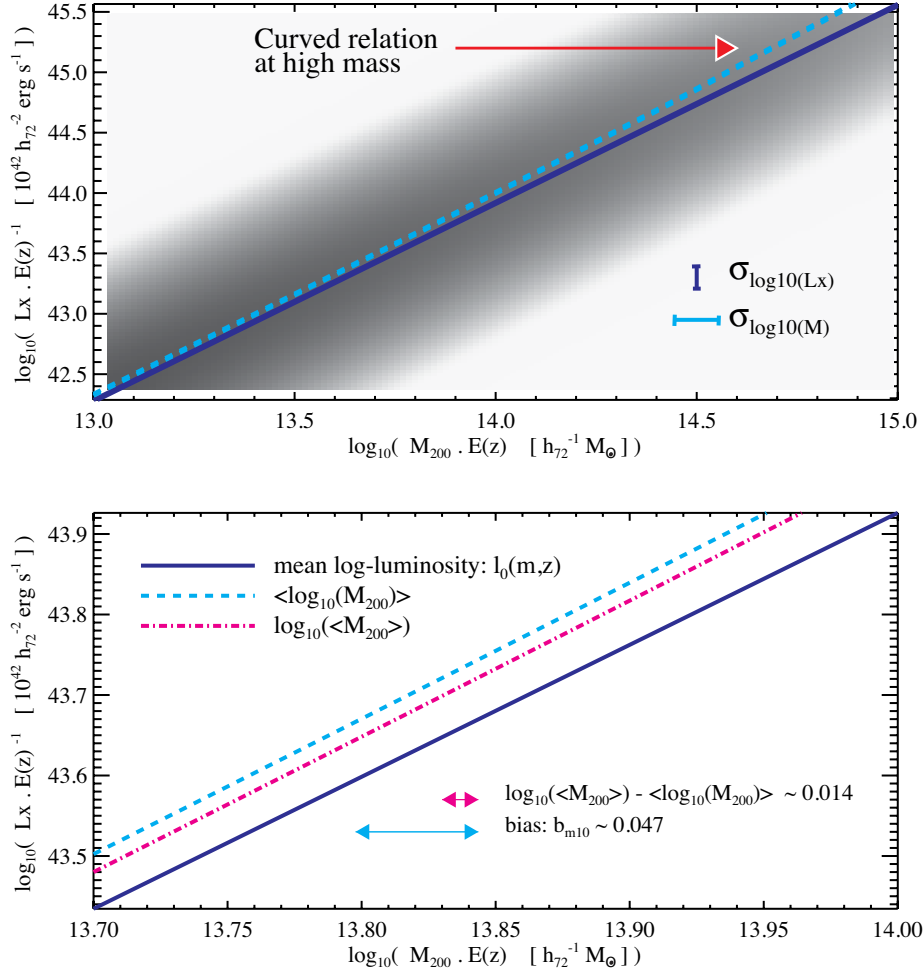 45.5
45.0
44.5
44.0
43.5
43.0
42.5
log₁₀( Lx . E(z)⁻¹ [ 10⁴² h₇₂⁻² erg s⁻¹ ] )
Curved relation
at high mass
σlog10(Lx)
σlog10(M)
13.0 13.5 14.0 14.5 15.0
log₁₀( M₂₀₀ . E(z) [ h₇₂⁻¹ M☉ ] )
43.9
43.8
43.7
43.6
43.5
log₁₀( Lx . E(z)⁻¹ [ 10⁴² h₇₂⁻² erg s⁻¹ ] )
mean log-luminosity: l₀(m,z)
<log₁₀(M₂₀₀)>
log₁₀(<M₂₀₀>)
log₁₀(<M₂₀₀>) - <log₁₀(M₂₀₀)> ~ 0.014
bias: bₘ₁₀ ~ 0.047
13.70 13.75 13.80 13.85 13.90 13.95 14.00
log₁₀( M₂₀₀ . E(z) [ h₇₂⁻¹ M☉ ] )